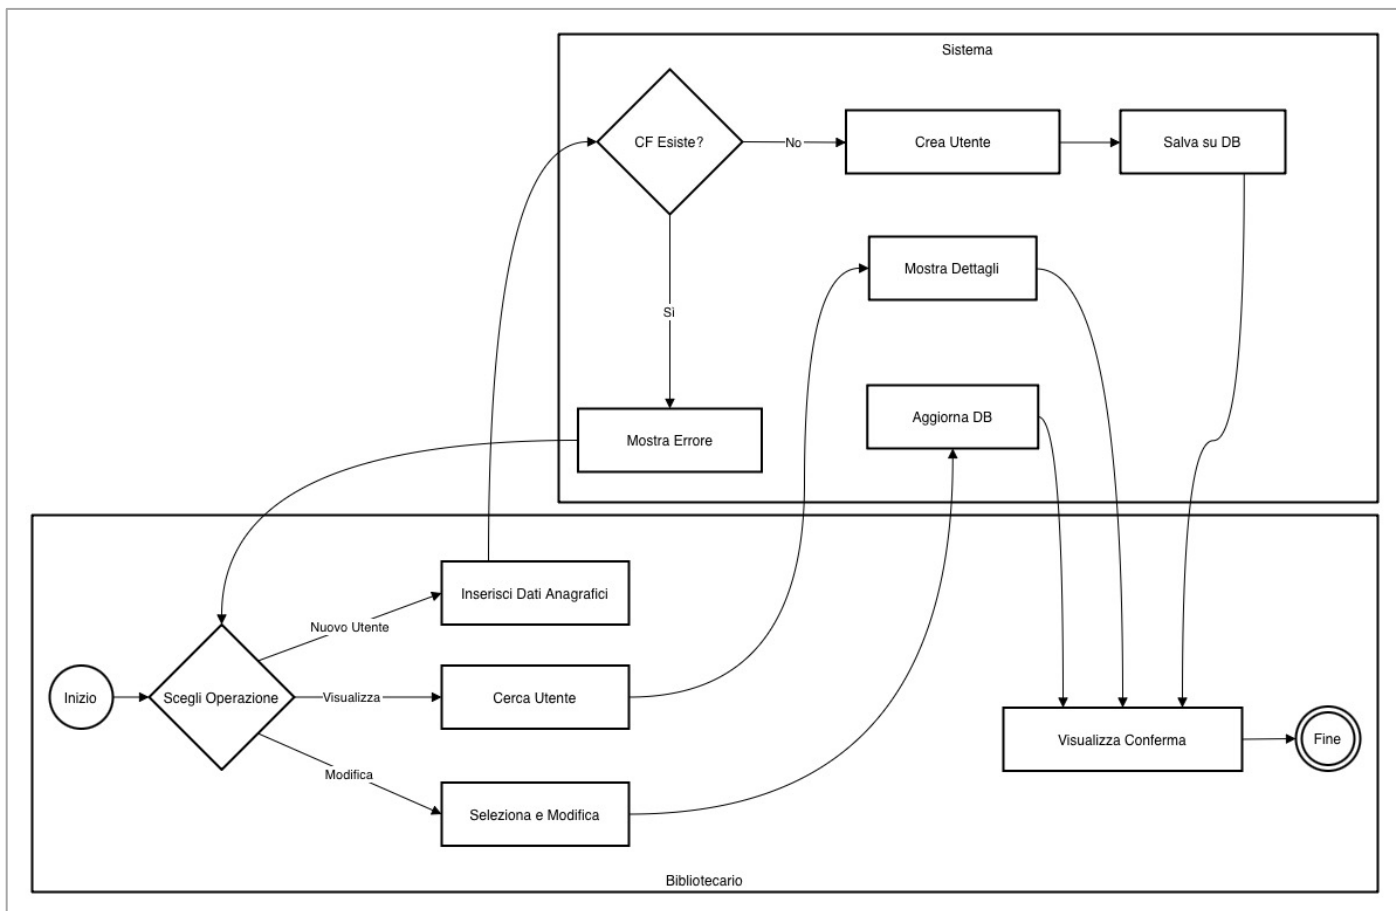 Sistema
CF Esiste?
No
Crea Utente
Salva su DB
Mostra Dettagli
Sì
Aggiorna DB
Mostra Errore
Inserisci Dati Anagrafici
Nuovo Utente
Inizio
Scegli Operazione
Visualizza
Cerca Utente
Modifica
Seleziona e Modifica
Visualizza Conferma
Fine
Bibliotecario